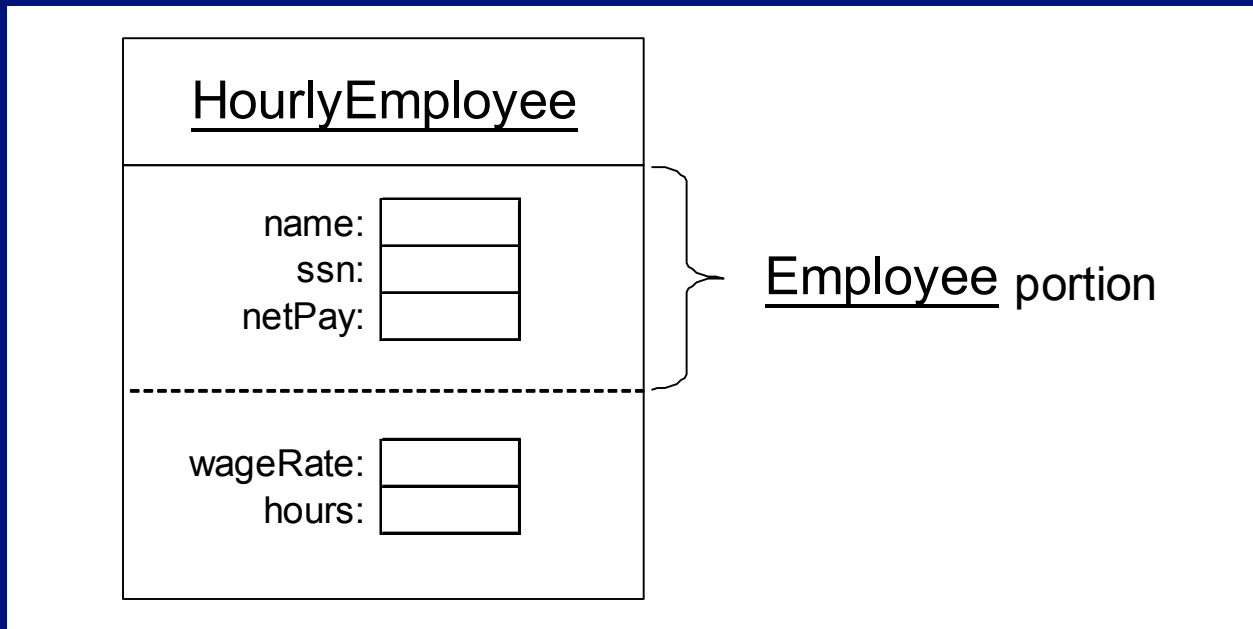 HourlyEmployee
name:
ssn:
netPay:
Employee portion
wageRate:
hours: